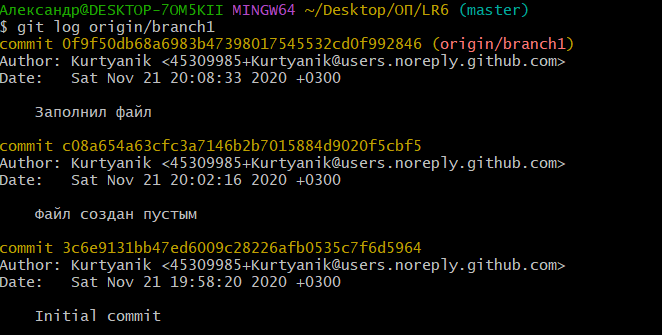 Александр@DESKTOP-7OM5KII MINGW64 ~/Desktop/ОП/LR6 (master)
$ git log origin/branch1
commit 0f9f50db68a6983b47398017545532cd0f992846 (origin/branch1)
Author: Kurtyanik <45309985+Kurtyanik@users.noreply.github.com>
Date:   Sat Nov 21 20:08:33 2020 +0300
Заполнил файл
commit c08a654a63cfc3a7146b2b7015884d9020f5cbf5
Author: Kurtyanik <45309985+Kurtyanik@users.noreply.github.com>
Date:   Sat Nov 21 20:02:16 2020 +0300
Файл создан пустым
commit 3c6e9131bb47ed6009c28226afb0535c7f6d5964
Author: Kurtyanik <45309985+Kurtyanik@users.noreply.github.com>
Date:   Sat Nov 21 19:58:20 2020 +0300
Initial commit